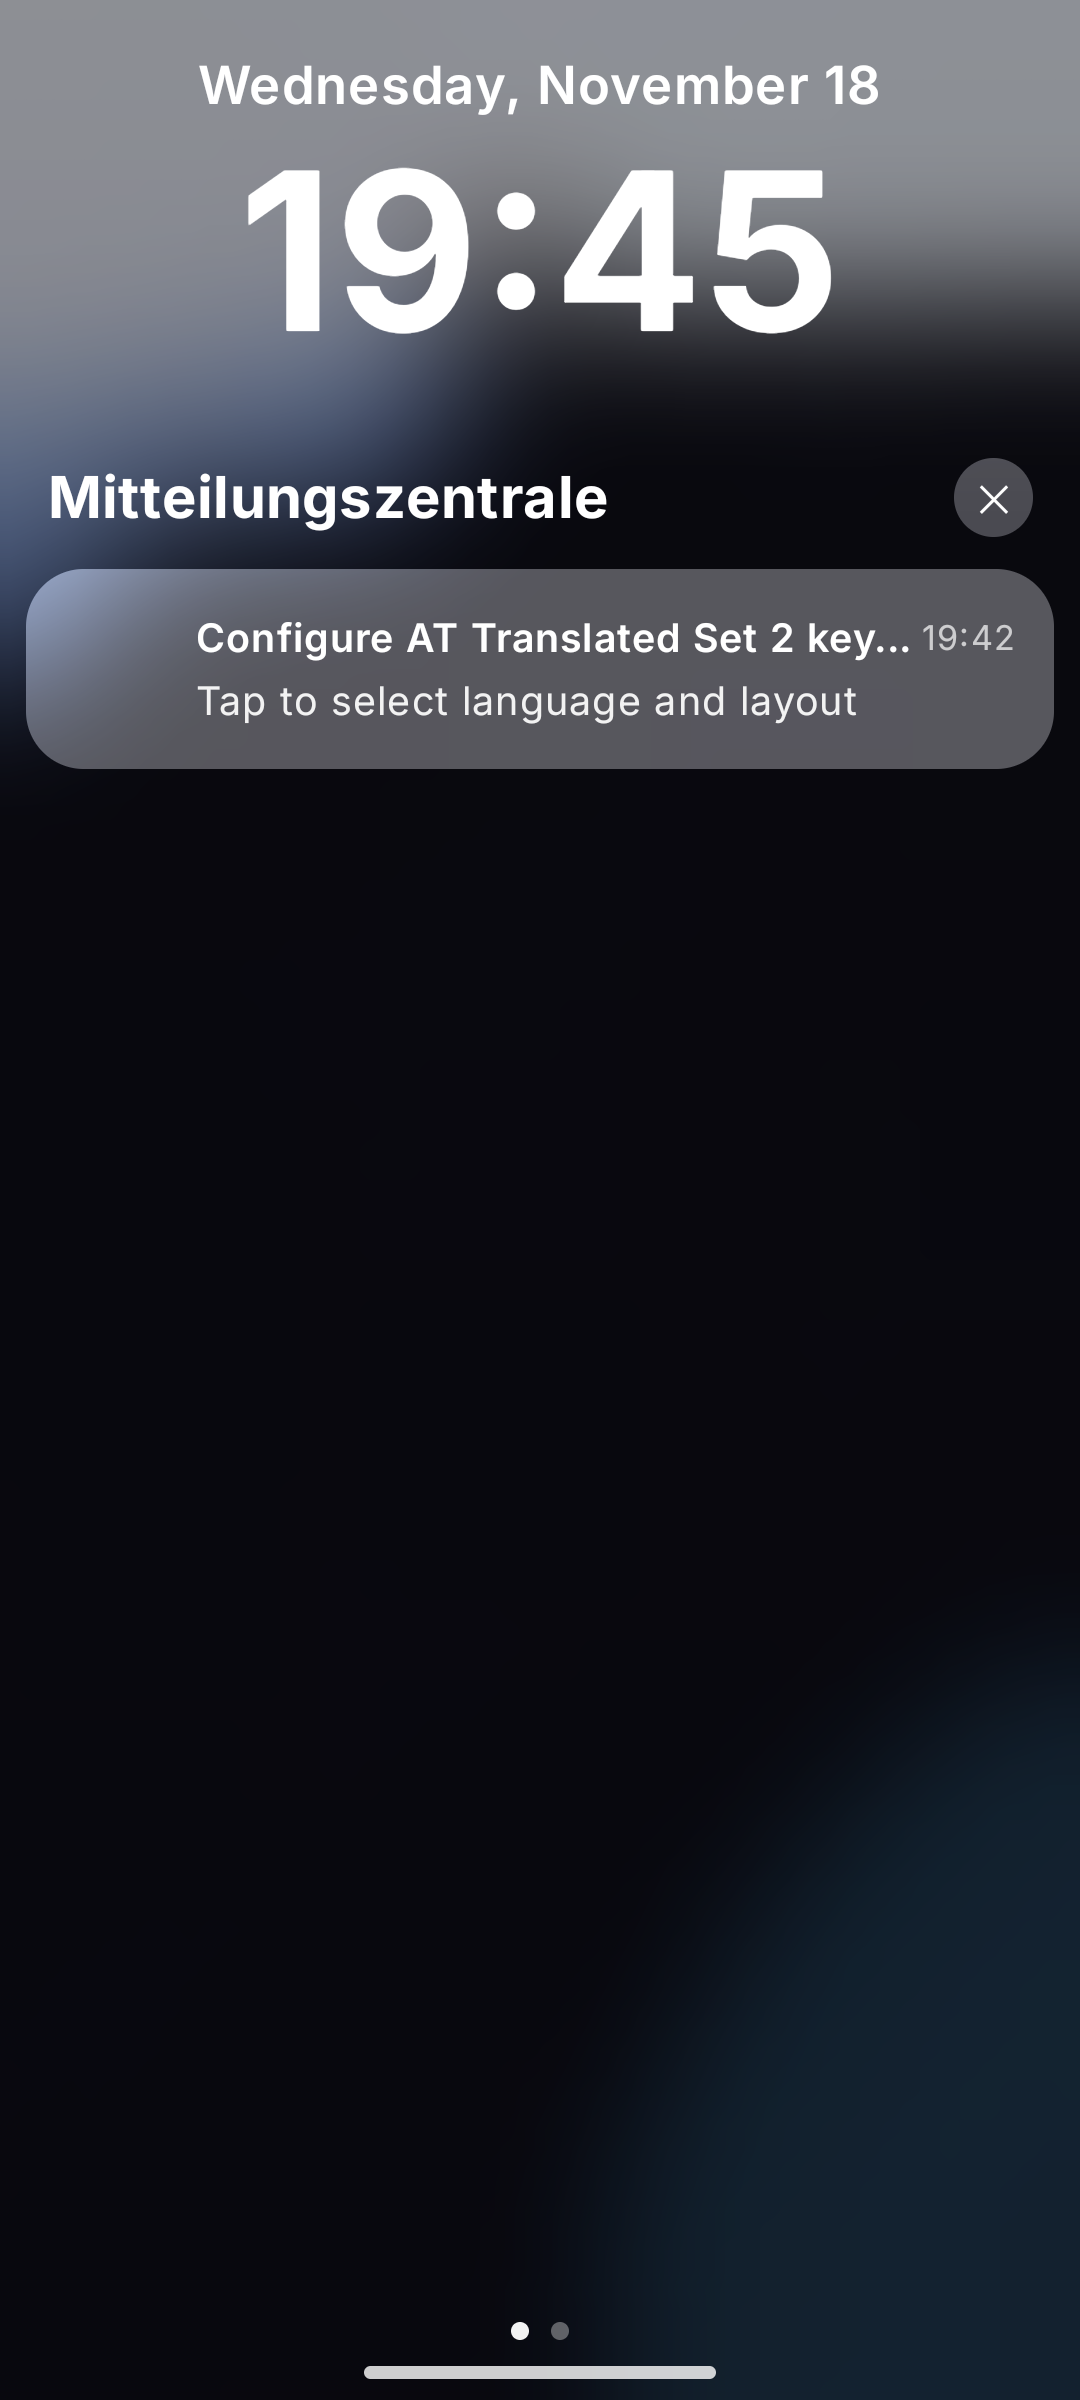 Wednesday, November 18
19:45
Mitteilungszentrale
Configure AT Translated Set 2 key... 19:42
Tap to select language and layout